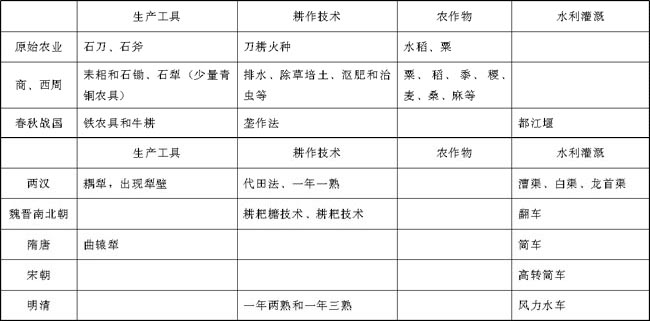 生产工具 耕作技术 农作物 水利灌溉
原始农业 石刀、石斧 刀耕火种 水稻、粟
商、西周 耒耜和石锄、石犁（少量青铜农具） 排水、除草培土、沤肥和治虫等 粟、稻、黍、稷、麦、桑、麻等
春秋战国 铁农具和牛耕 垄作法 都江堰
生产工具 耕作技术 农作物 水利灌溉
两汉 耦犁，出现犁壁 代田法、一年一熟 漕渠、白渠、龙首渠
魏晋南北朝 耕耙耱技术、耕耙技术 翻车
隋唐 曲辕犁 筒车
宋朝 高转筒车
明清 一年两熟和一年三熟 风力水车